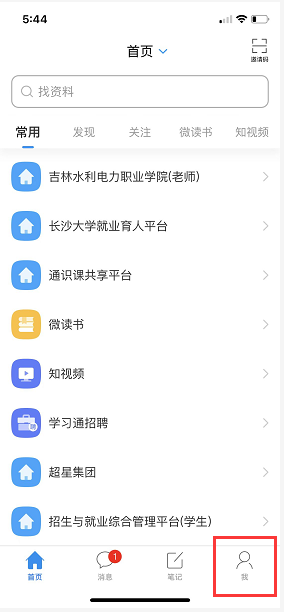 5:44
首页
邀请码
找资料
常用 发现 关注 微读书 知视频
吉林水利电力职业学院(老师)
长沙大学就业育人平台
通识课共享平台
微读书
知视频
学习通招聘
超星集团
招生与就业综合管理平台(学生)
1
首页 消息 笔记 我